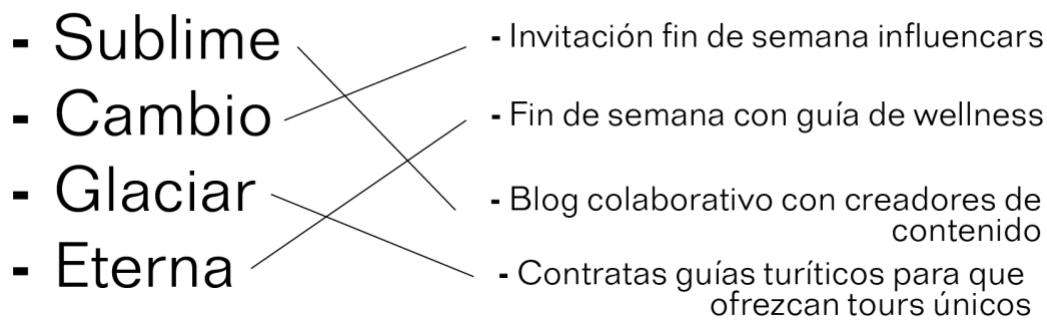 - Sublime
- Cambio
- Glaciar
- Eterna
- Invitación fin de semana influencars
- Fin de semana con guía de wellness
- Blog colaborativo con creadores de
contenido
- Contratas guías turíticos para que
ofrezcan tours únicos